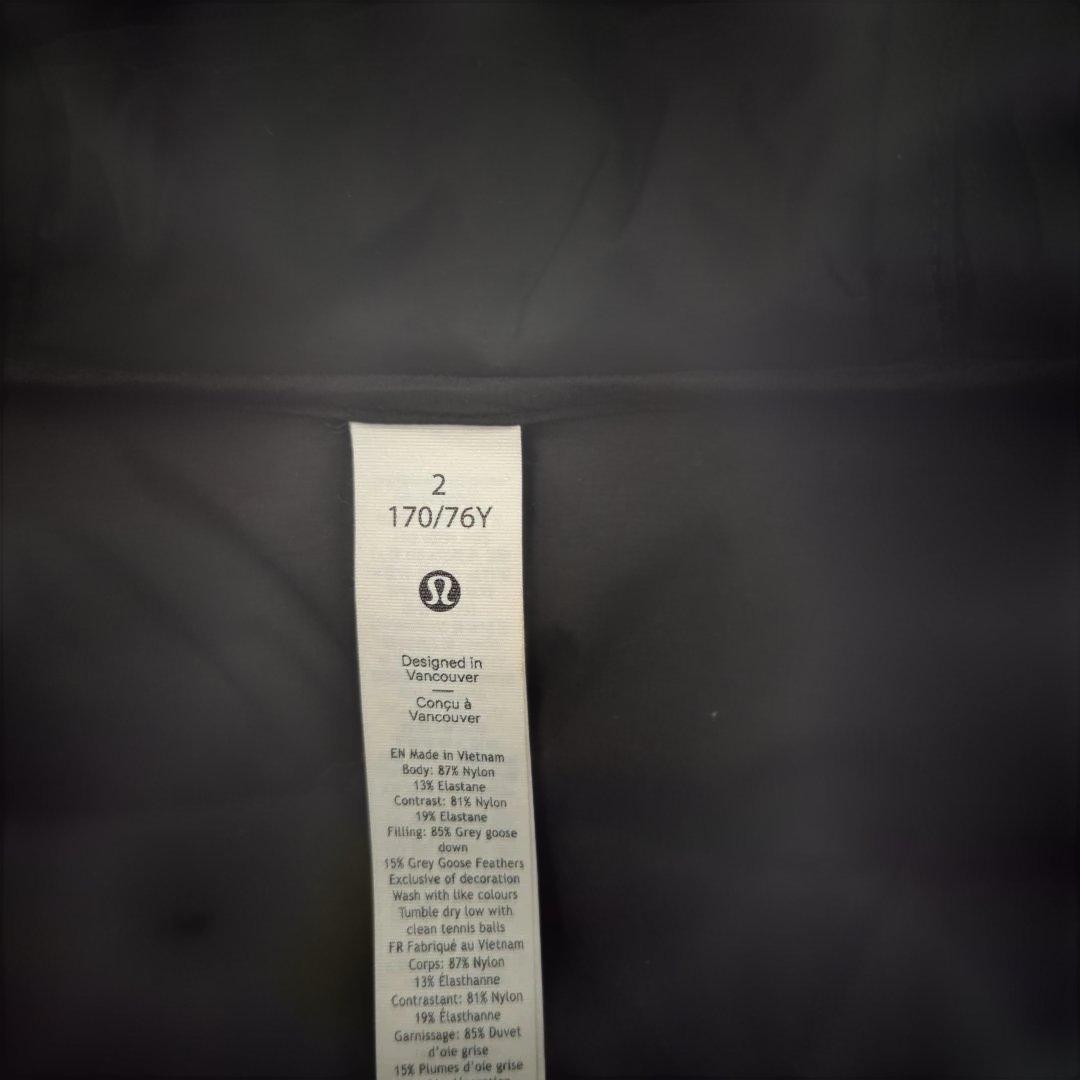 2
170/76Y
Designed in
Vancouver
Conçu à
Vancouver
EN Made in Vietnam
Body: 87% Nylon
13% Elastane
Contrast: 81% Nylon
19% Elastane
Filling: 85% Grey goose
down
15% Grey Goose Feathers
Exclusive of decoration
Wash with like colours
Tumble dry low with
clean tennis balls
FR Fabriqué au Vietnam
Corps: 87% Nylon
13% Élasthanne
Contrastant: 81% Nylon
19% Élasthanne
Garnissage: 85% Duvet
d'oie grise
15% Plumes d'oie grise